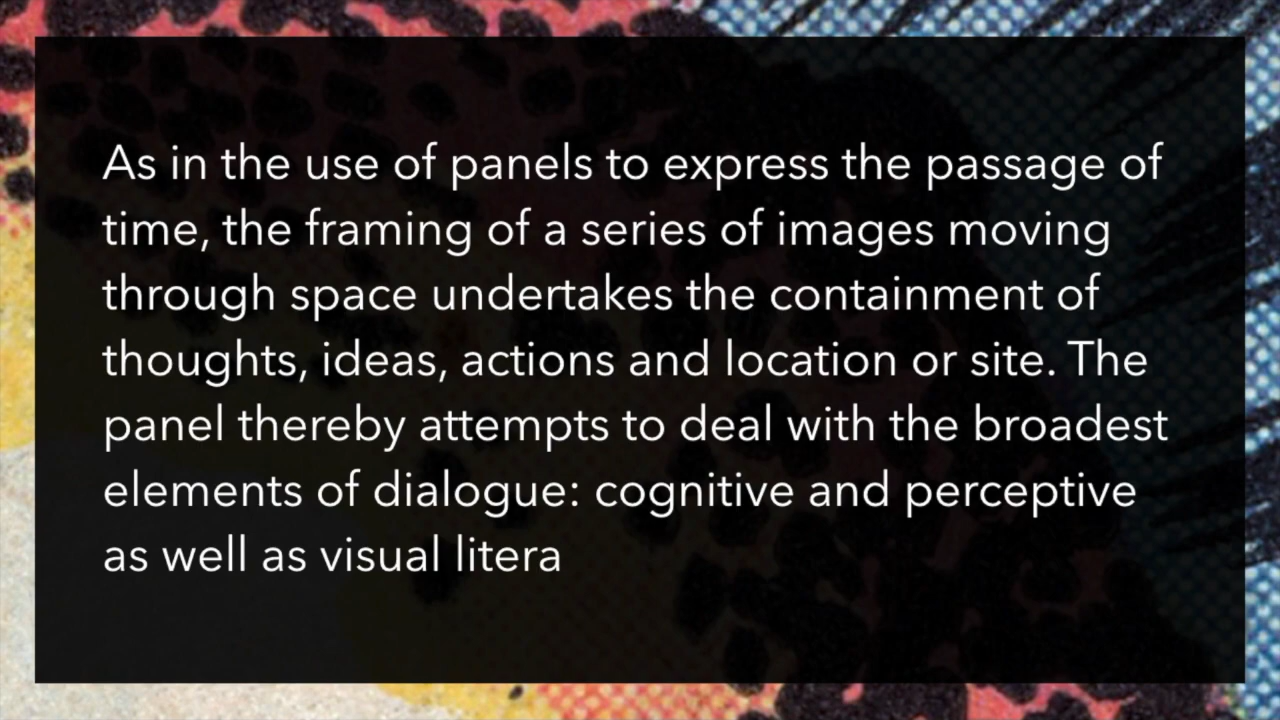 As in the use of panels to express the passage of
time, the framing of a series of images moving
through space undertakes the containment of
thoughts, ideas, actions and location or site. The
panel thereby attempts to deal with the broadest
elements of dialogue: cognitive and perceptive
as well as visual litera